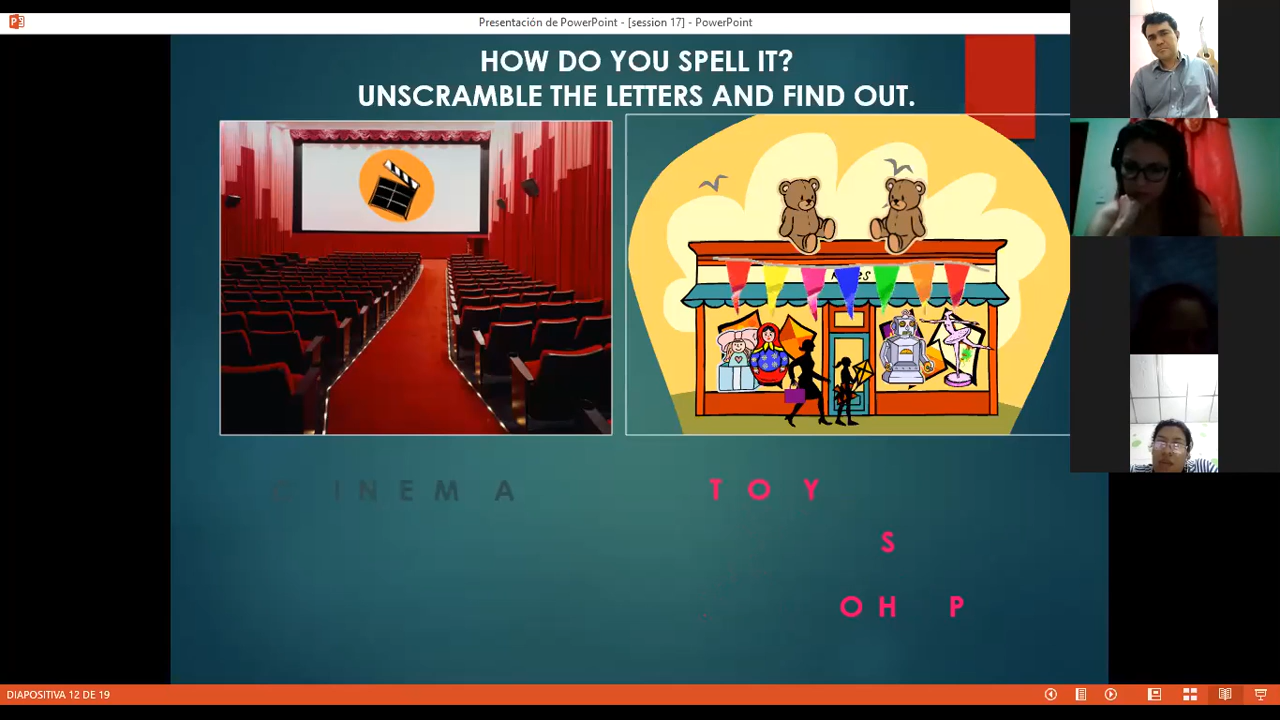 Presentación de PowerPoint - [session 17] - PowerPoint
HOW DO YOU SPELL IT?
UNSCRAMBLE THE LETTERS AND FIND OUT.
C I N E M A
T O Y
S
O H P
DIAPOSITIVA 12 DE 19